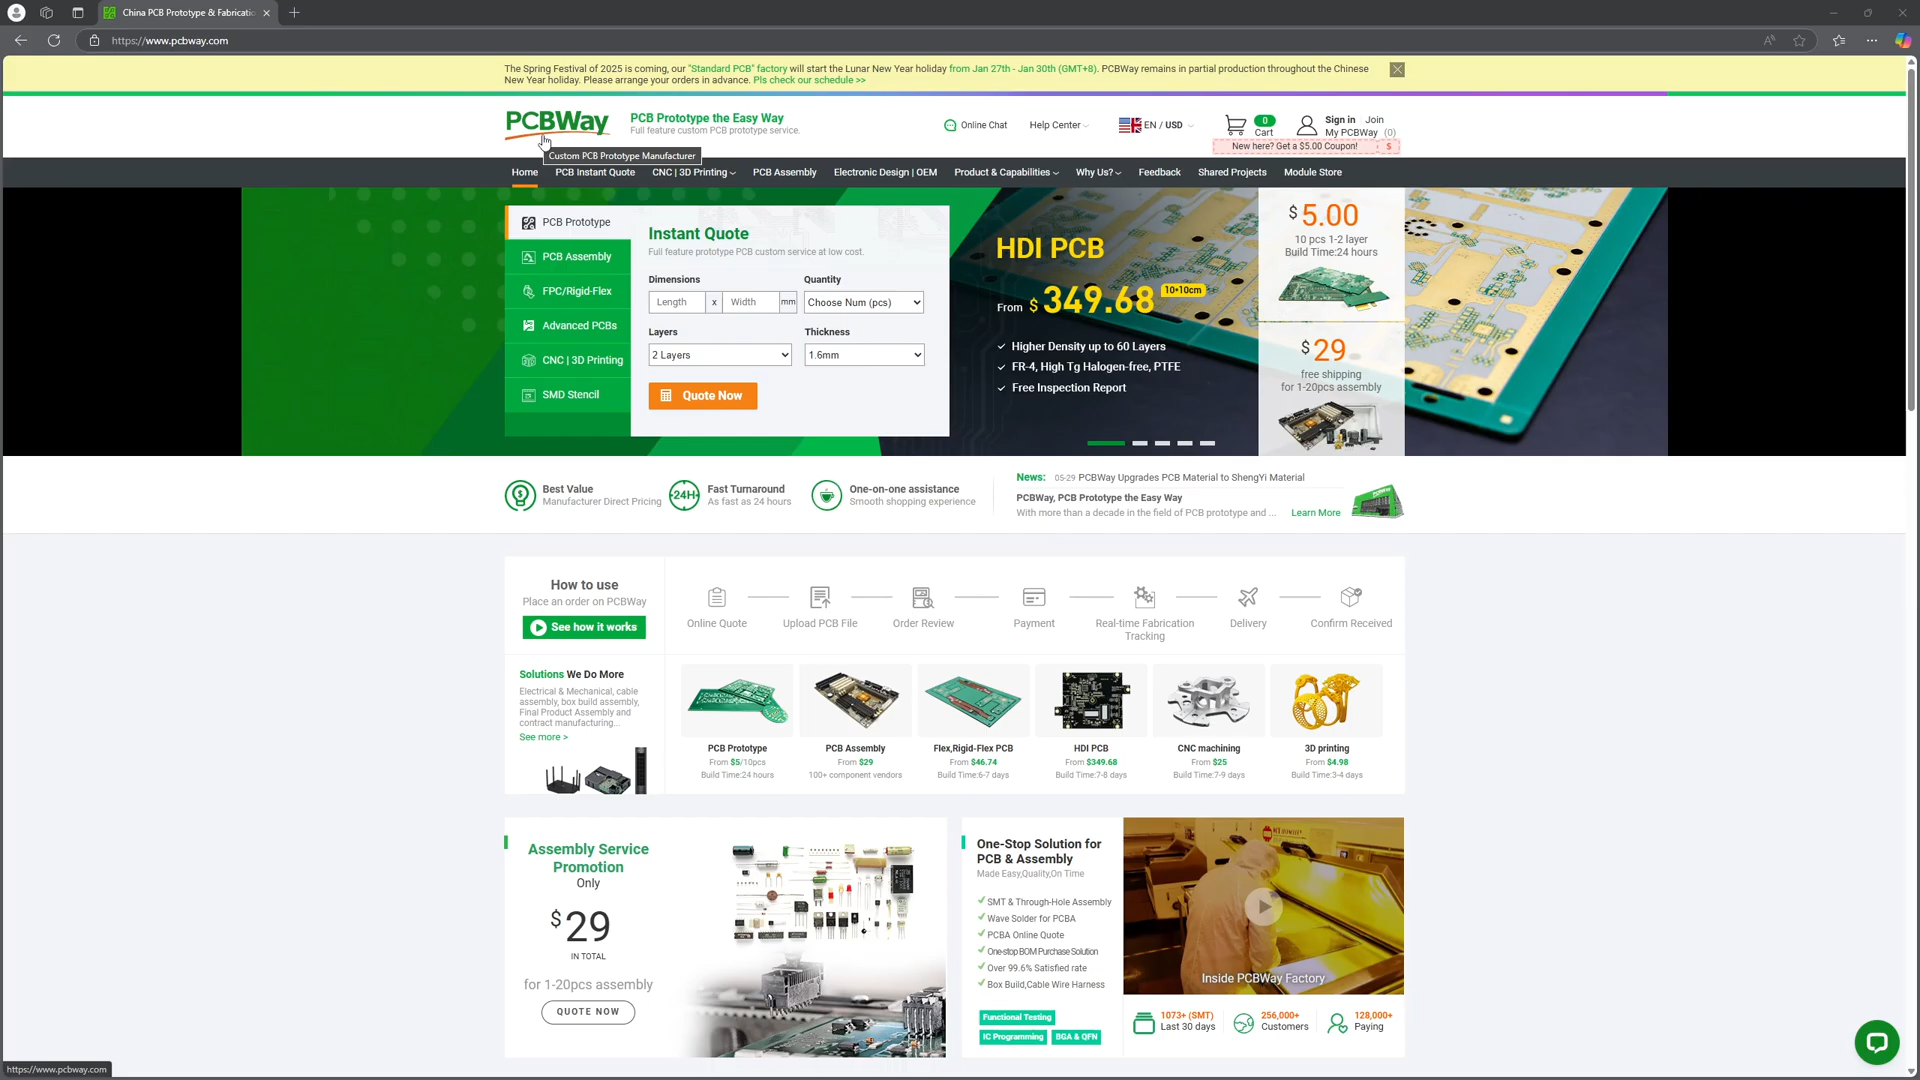 China PCB Prototype & Fabricatio
https://www.pcbway.com
The Spring Festival of 2025 is coming, our "Standard PCB" factory will start the Lunar New Year holiday from Jan 27th - Jan 30th (GMT+8). PCBWay remains in partial production throughout the Chinese
New Year holiday. Please arrange your orders in advance. Pls check our schedule >>
PCBWay
PCB Prototype the Easy Way
Full feature custom PCB prototype service.
Online Chat
Help Center
EN / USD
0
Cart
Sign in Join
My PCBWay (0)
New here? Get a $5.00 Coupon! $
Custom PCB Prototype Manufacturer
Home PCB Instant Quote CNC | 3D Printing PCB Assembly Electronic Design | OEM Product & Capabilities Why Us? Feedback Shared Projects Module Store
PCB Prototype
PCB Assembly
FPC/Rigid-Flex
Advanced PCBs
CNC | 3D Printing
SMD Stencil
Instant Quote
Full feature prototype PCB custom service at low cost.
Dimensions Quantity
Length x Width mm Choose Num (pcs)
Layers Thickness
2 Layers 1.6mm
Quote Now
HDI PCB
From $ 349.68 10*10cm
Higher Density up to 60 Layers
FR-4, High Tg Halogen-free, PTFE
Free Inspection Report
$5.00
10 pcs 1-2 layer
Build Time:24 hours
$29
free shipping
for 1-20pcs assembly
Best Value
Manufacturer Direct Pricing
24H
Fast Turnaround
As fast as 24 hours
One-on-one assistance
Smooth shopping experience
News: 05-29 PCBWay Upgrades PCB Material to ShengYi Material
PCBWay, PCB Prototype the Easy Way
With more than a decade in the field of PCB prototype and ... Learn More
How to use
Place an order on PCBWay
See how it works
Online Quote
Upload PCB File
Order Review
Payment
Real-time Fabrication
Tracking
Delivery
Confirm Received
Solutions We Do More
Electrical & Mechanical, cable
assembly, box build assembly,
Final Product Assembly and
contract manufacturing...
See more >
PCB Prototype
From $5/10pcs
Build Time:24 hours
PCB Assembly
From $29
100+ component vendors
Flex,Rigid-Flex PCB
From $46.74
Build Time:6-7 days
HDI PCB
From $349.68
Build Time:7-8 days
CNC machining
From $25
Build Time:7-9 days
3D printing
From $4.98
Build Time:3-4 days
Assembly Service
Promotion
Only
$29
IN TOTAL
for 1-20pcs assembly
QUOTE NOW
One-Stop Solution for
PCB & Assembly
Made Easy,Quality,On Time
SMT & Through-Hole Assembly
Wave Solder for PCBA
PCBA Online Quote
One-stop BOM Purchase Solution
Over 99.6% Satisfied rate
Box Build,Cable Wire Harness
Functional Testing
IC Programming BGA & QFN
Inside PCBWay Factory
1073+ (SMT)
Last 30 days
256,000+
Customers
128,000+
Paying
https://www.pcbway.com